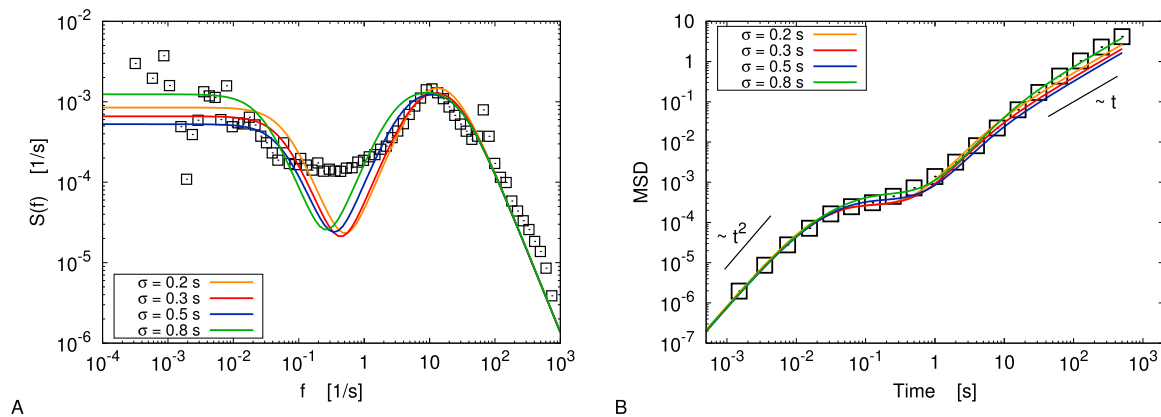 10^-2
10^-3
10^-4
10^-5
10^-6
S(f) [1/s]
10^-4 10^-3 10^-2 10^-1 1 10^1 10^2 10^3
f [1/s]
σ = 0.2 s
σ = 0.3 s
σ = 0.5 s
σ = 0.8 s
A
10
1
10^-1
10^-2
10^-3
10^-4
10^-5
10^-6
10^-7
MSD
10^-3 10^-2 10^-1 1 10^1 10^2 10^3
Time [s]
σ = 0.2 s
σ = 0.3 s
σ = 0.5 s
σ = 0.8 s
~ t^2
~ t
B